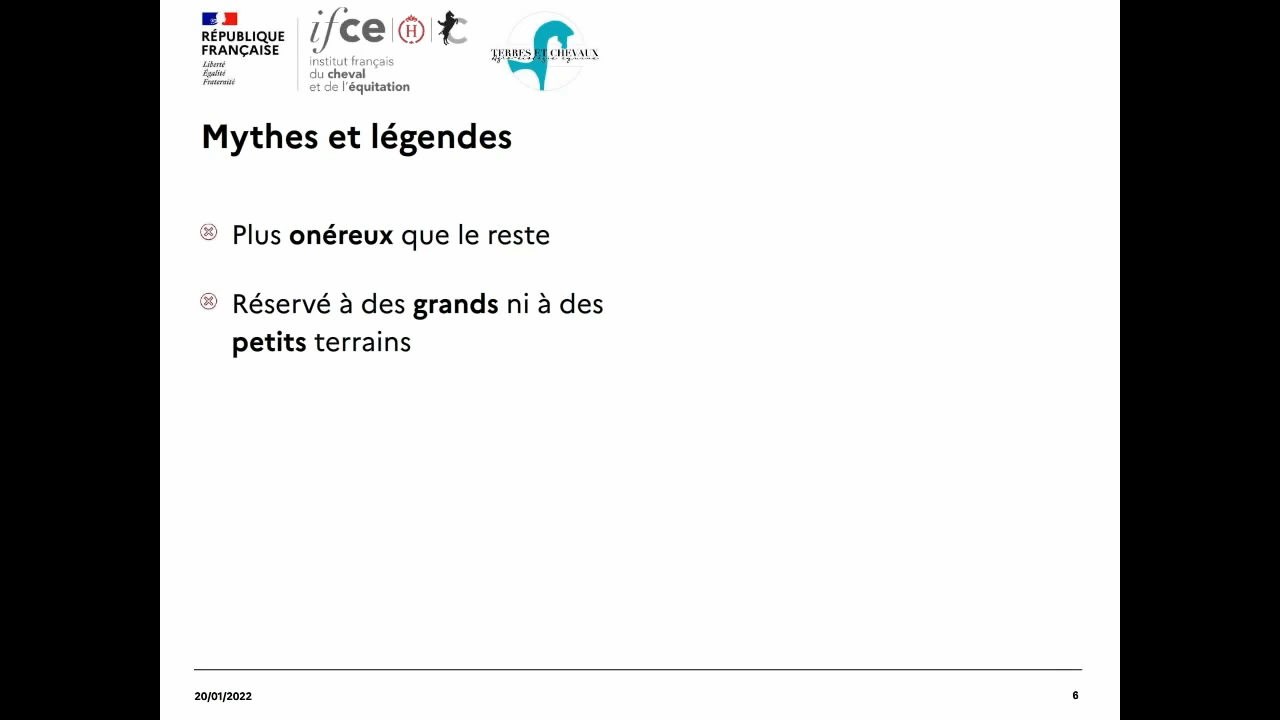 RÉPUBLIQUE
FRANÇAISE
Liberté
Égalité
Fraternité
ifce
H
institut français
du cheval
et de l'équitation
TERRES ET CHEVAUX
Mythes et légendes
Plus onéreux que le reste
Réservé à des grands ni à des
petits terrains
20/01/2022
6